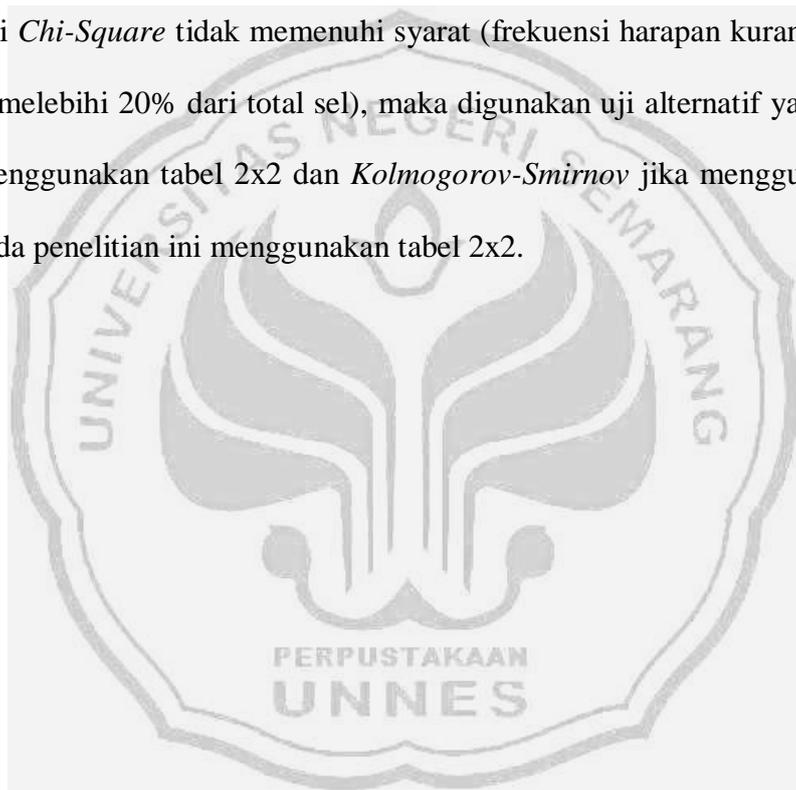 i Chi-Square tidak memenuhi syarat (frekuensi harapan kuran
melebihi 20% dari total sel), maka digunakan uji alternatif ya
enggunakan tabel 2x2 dan Kolmogorov-Smirnov jika menggu
da penelitian ini menggunakan tabel 2x2.
UNIVERSITAS NEGERI SEMARANG
PERPUSTAKAAN
UNNES